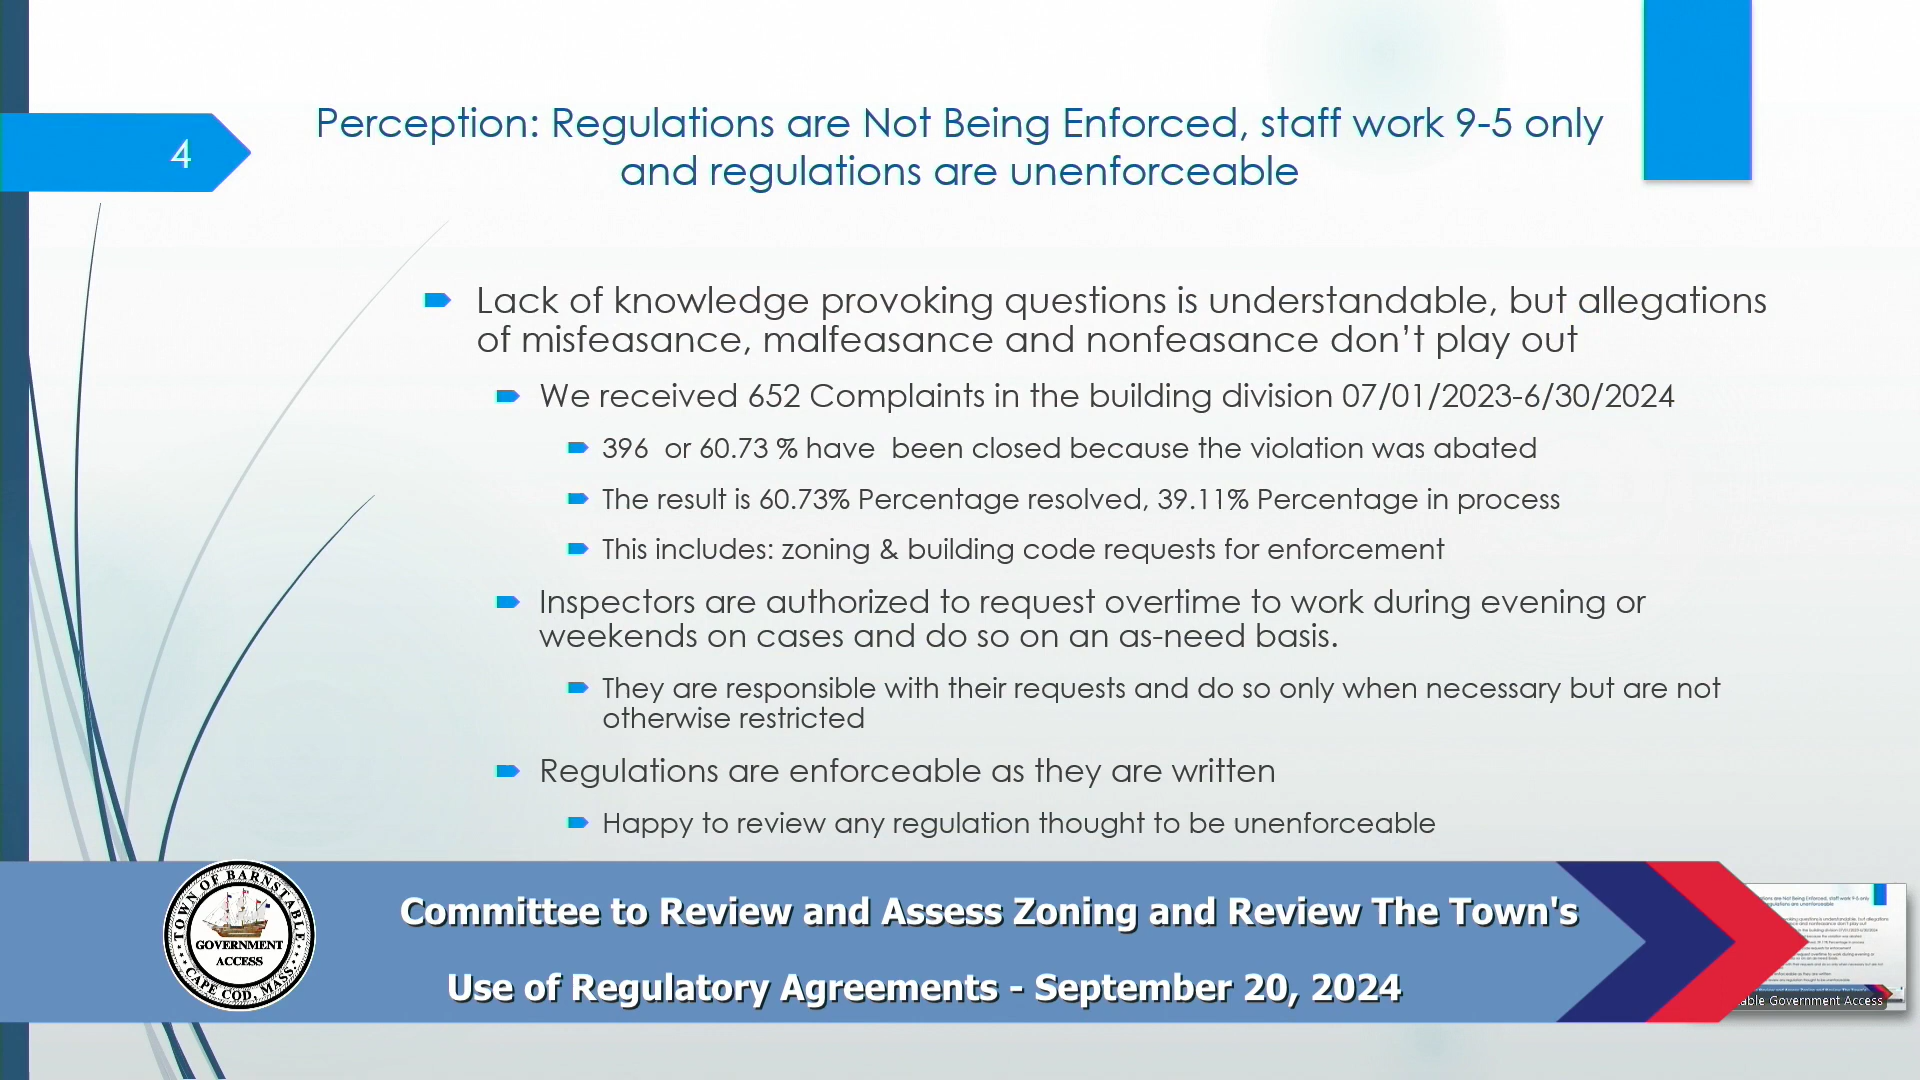 4
Perception: Regulations are Not Being Enforced, staff work 9-5 only
and regulations are unenforceable
Lack of knowledge provoking questions is understandable, but allegations
of misfeasance, malfeasance and nonfeasance don’t play out
We received 652 Complaints in the building division 07/01/2023-6/30/2024
396 or 60.73 % have been closed because the violation was abated
The result is 60.73% Percentage resolved, 39.11% Percentage in process
This includes: zoning & building code requests for enforcement
Inspectors are authorized to request overtime to work during evening or
weekends on cases and do so on an as-need basis.
They are responsible with their requests and do so only when necessary but are not
otherwise restricted
Regulations are enforceable as they are written
Happy to review any regulation thought to be unenforceable
TOWN OF BARNSTABLE
GOVERNMENT
ACCESS
CAPE COD, MASS.
Committee to Review and Assess Zoning and Review The Town's
Use of Regulatory Agreements - September 20, 2024
Government Access